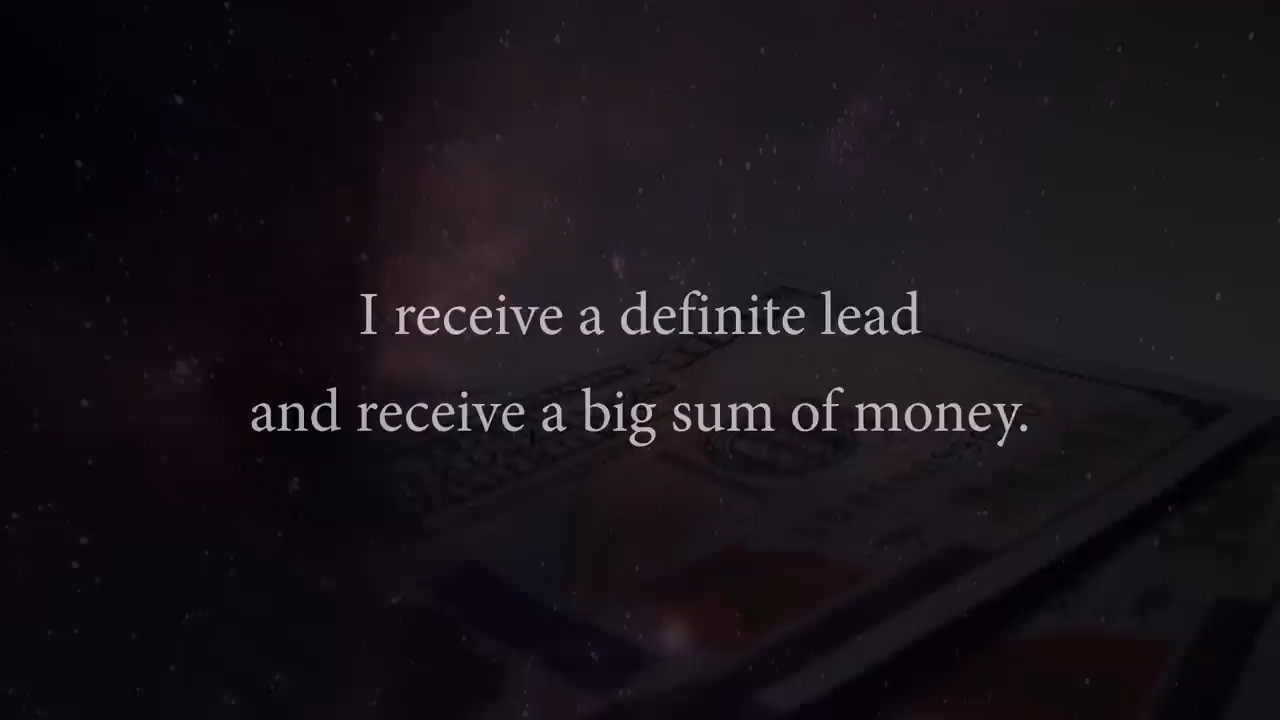 I receive a definite lead
and receive a big sum of money.